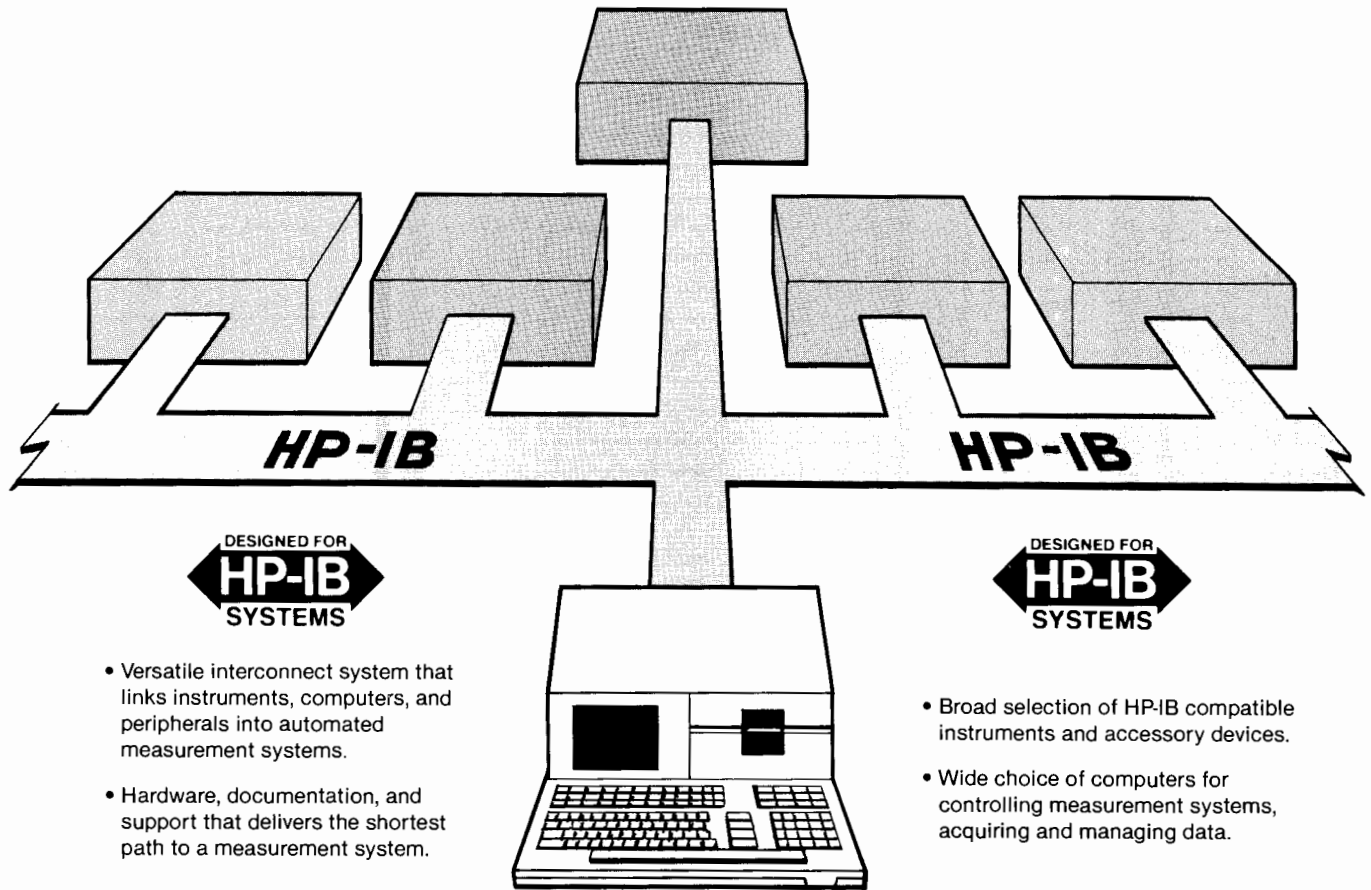 HP-IB
HP-IB
DESIGNED FOR
HP-IB
SYSTEMS
• Versatile interconnect system that
links instruments, computers, and
peripherals into automated
measurement systems.
• Hardware, documentation, and
support that delivers the shortest
path to a measurement system.
DESIGNED FOR
HP-IB
SYSTEMS
• Broad selection of HP-IB compatible
instruments and accessory devices.
• Wide choice of computers for
controlling measurement systems,
acquiring and managing data.